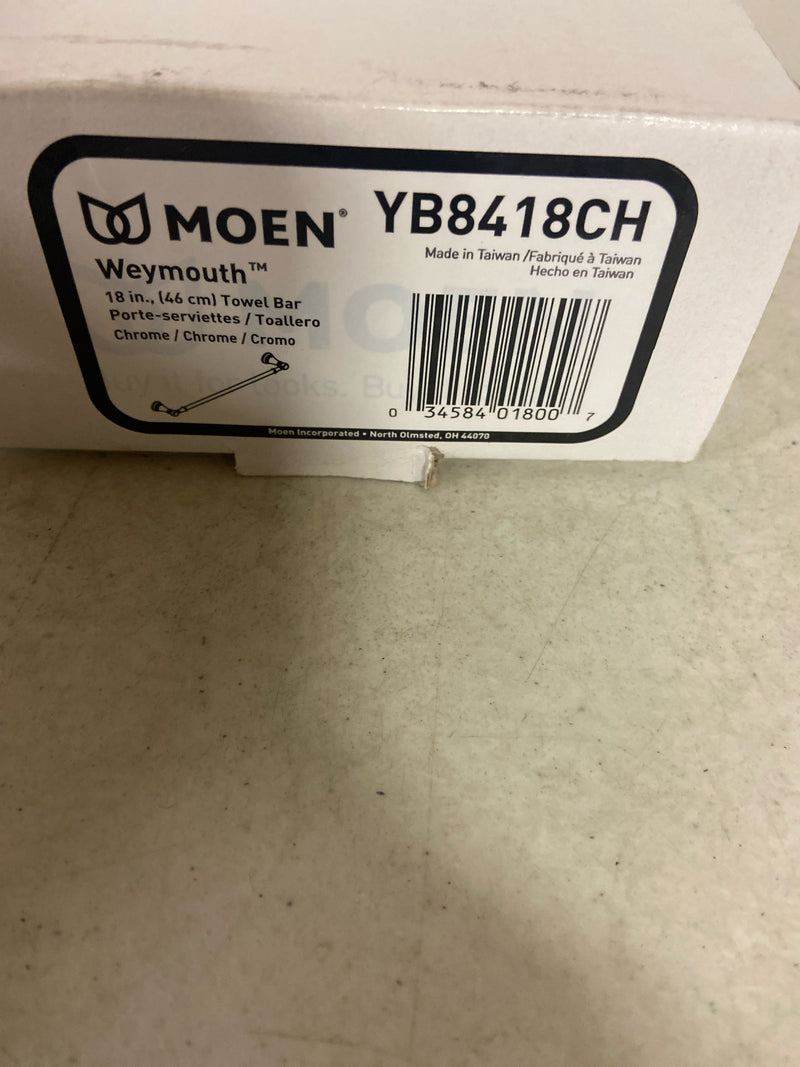 MOEN® YB8418CH
Made in Taiwan /Fabriqué à Taiwan
Hecho en Taiwan
Weymouth™
18 in., (46 cm) Towel Bar
Porte-serviettes / Toallero
Chrome / Chrome / Cromo
0 34584 01800 7
Moen Incorporated • North Olmsted, OH 44070